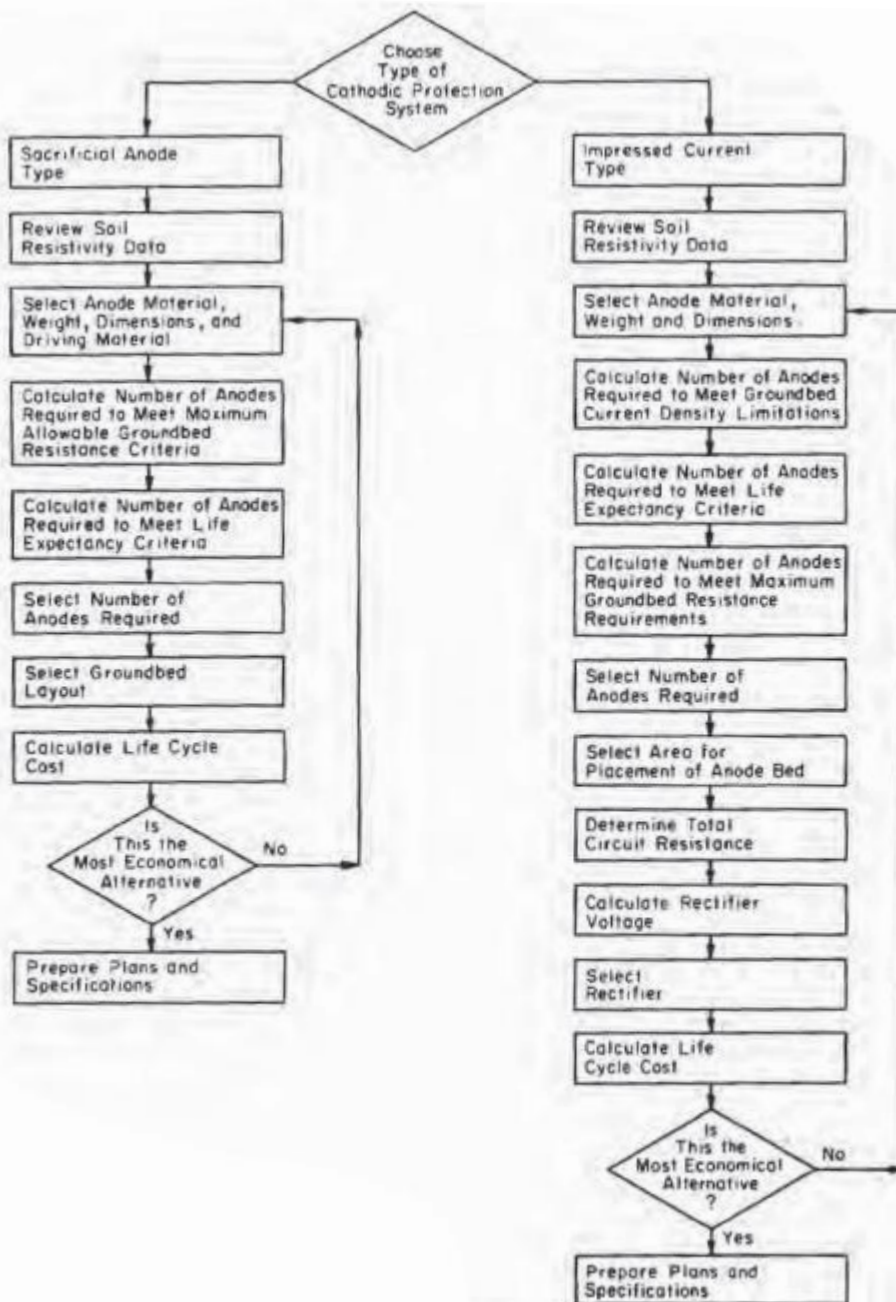 Choose
Type of
Cathodic Protection
System
Sacrificial Anode
Type
Review Soil
Resistivity Data
Select Anode Material,
Weight, Dimensions, and
Driving Material
Calculate Number of Anodes
Required to Meet Maximum
Allowable Groundbed
Resistance Criteria
Calculate Number of Anodes
Required to Meet Life
Expectancy Criteria
Select Number of
Anodes Required
Select Groundbed
Layout
Calculate Life Cycle
Cost
Is
This the
Most Economical
Alternative
?
No
Yes
Prepare Plans and
Specifications
Impressed Current
Type
Review Soil
Resistivity Data
Select Anode Material,
Weight and Dimensions
Calculate Number of Anodes
Required to Meet Groundbed
Current Density Limitations
Calculate Number of Anodes
Required to Meet Life
Expectancy Criteria
Calculate Number of Anodes
Required to Meet Maximum
Groundbed Resistance
Requirements
Select Number of
Anodes Required
Select Area for
Placement of Anode Bed
Determine Total
Circuit Resistance
Calculate Rectifier
Voltage
Select
Rectifier
Calculate Life
Cycle Cost
Is
This the
Most Economical
Alternative
?
No
Yes
Prepare Plans and
Specifications